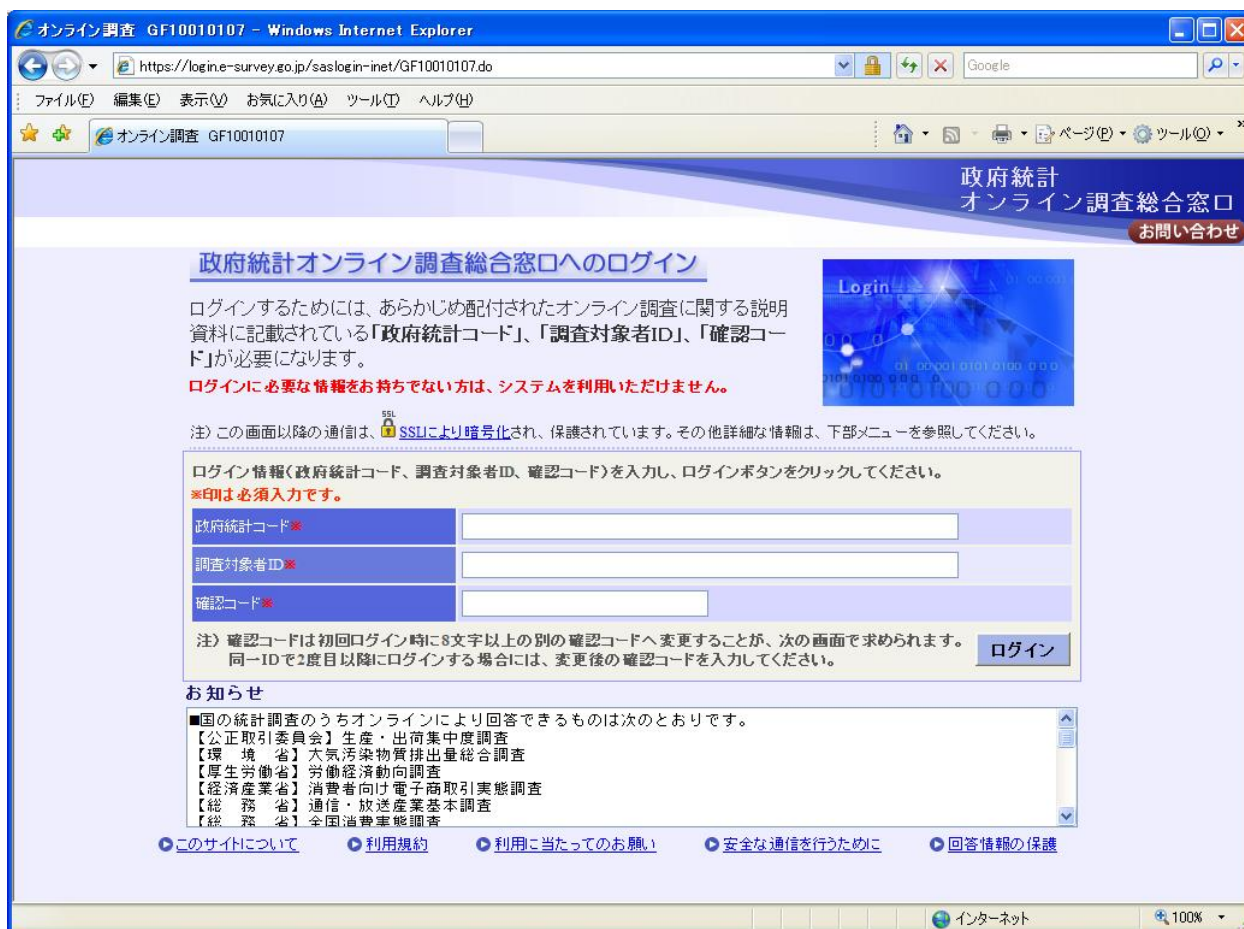 オンライン調査 GF10010107 - Windows Internet Explorer
https://login.e-survey.go.jp/saslogin-inet/GF10010107.do
Google
ファイル(F) 編集(E) 表示(V) お気に入り(A) ツール(T) ヘルプ(H)
オンライン調査 GF10010107
ページ(P) ツール(O)
政府統計
オンライン調査総合窓口
お問い合わせ
政府統計オンライン調査総合窓口へのログイン
ログインするためには、あらかじめ配付されたオンライン調査に関する説明
資料に記載されている「政府統計コード」、「調査対象者ID」、「確認コー
ド」が必要になります。
ログインに必要な情報をお持ちでない方は、システムを利用いただけません。
Login
SSL
注) この画面以降の通信は、SSLにより暗号化され、保護されています。その他詳細な情報は、下部メニューを参照してください。
ログイン情報(政府統計コード、調査対象者ID、確認コード)を入力し、ログインボタンをクリックしてください。
※印は必須入力です。
政府統計コード※
調査対象者ID※
確認コード※
注) 確認コードは初回ログイン時に8文字以上の別の確認コードへ変更することが、次の画面で求められます。
同一IDで2度目以降にログインする場合には、変更後の確認コードを入力してください。
ログイン
お知らせ
■国の統計調査のうちオンラインにより回答できるものは次のとおりです。
【公正取引委員会】生産・出荷集中度調査
【環 境 省】大気汚染物質排出量総合調査
【厚生労働省】労働経済動向調査
【経済産業省】消費者向け電子商取引実態調査
【総 務 省】通信・放送産業基本調査
【総 務 省】全国消費実態調査
このサイトについて 利用規約 利用に当たってのお願い 安全な通信を行うために 回答情報の保護
インターネット 100%